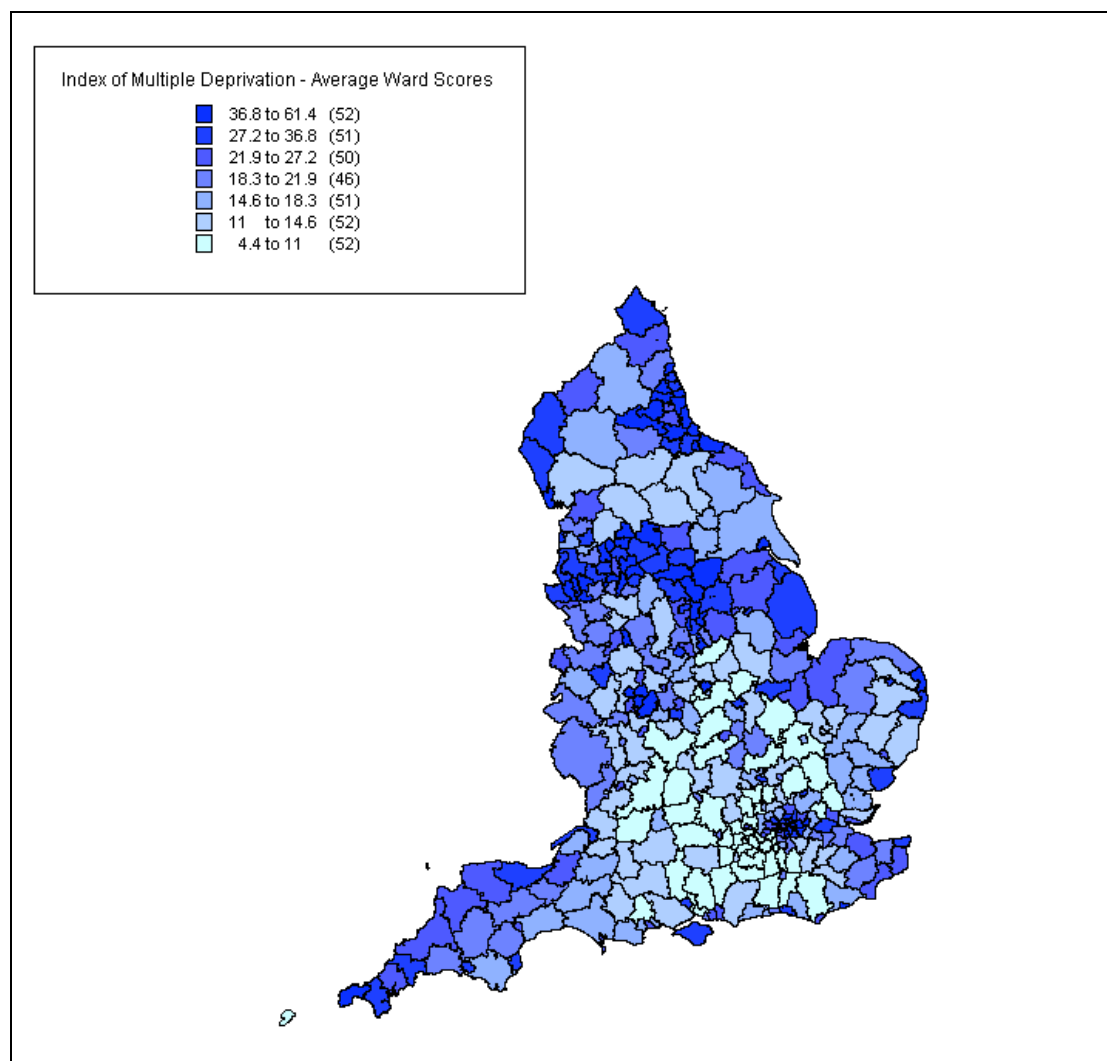 Index of Multiple Deprivation - Average Ward Scores
36.8 to 61.4 (52)
27.2 to 36.8 (51)
21.9 to 27.2 (50)
18.3 to 21.9 (46)
14.6 to 18.3 (51)
11 to 14.6 (52)
4.4 to 11 (52)